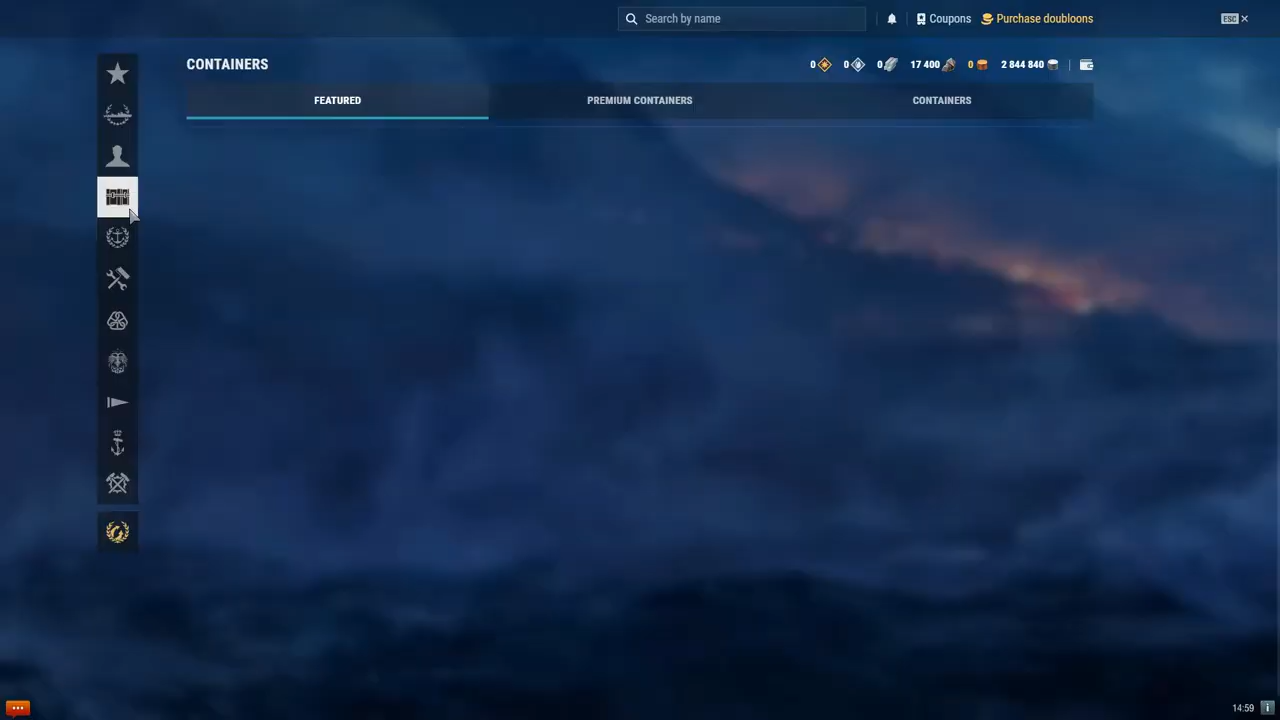 Search by name
Coupons
Purchase doubloons
ESC
CONTAINERS
0 0 0 17 400 0 2 844 840
FEATURED
PREMIUM CONTAINERS
CONTAINERS
14:59